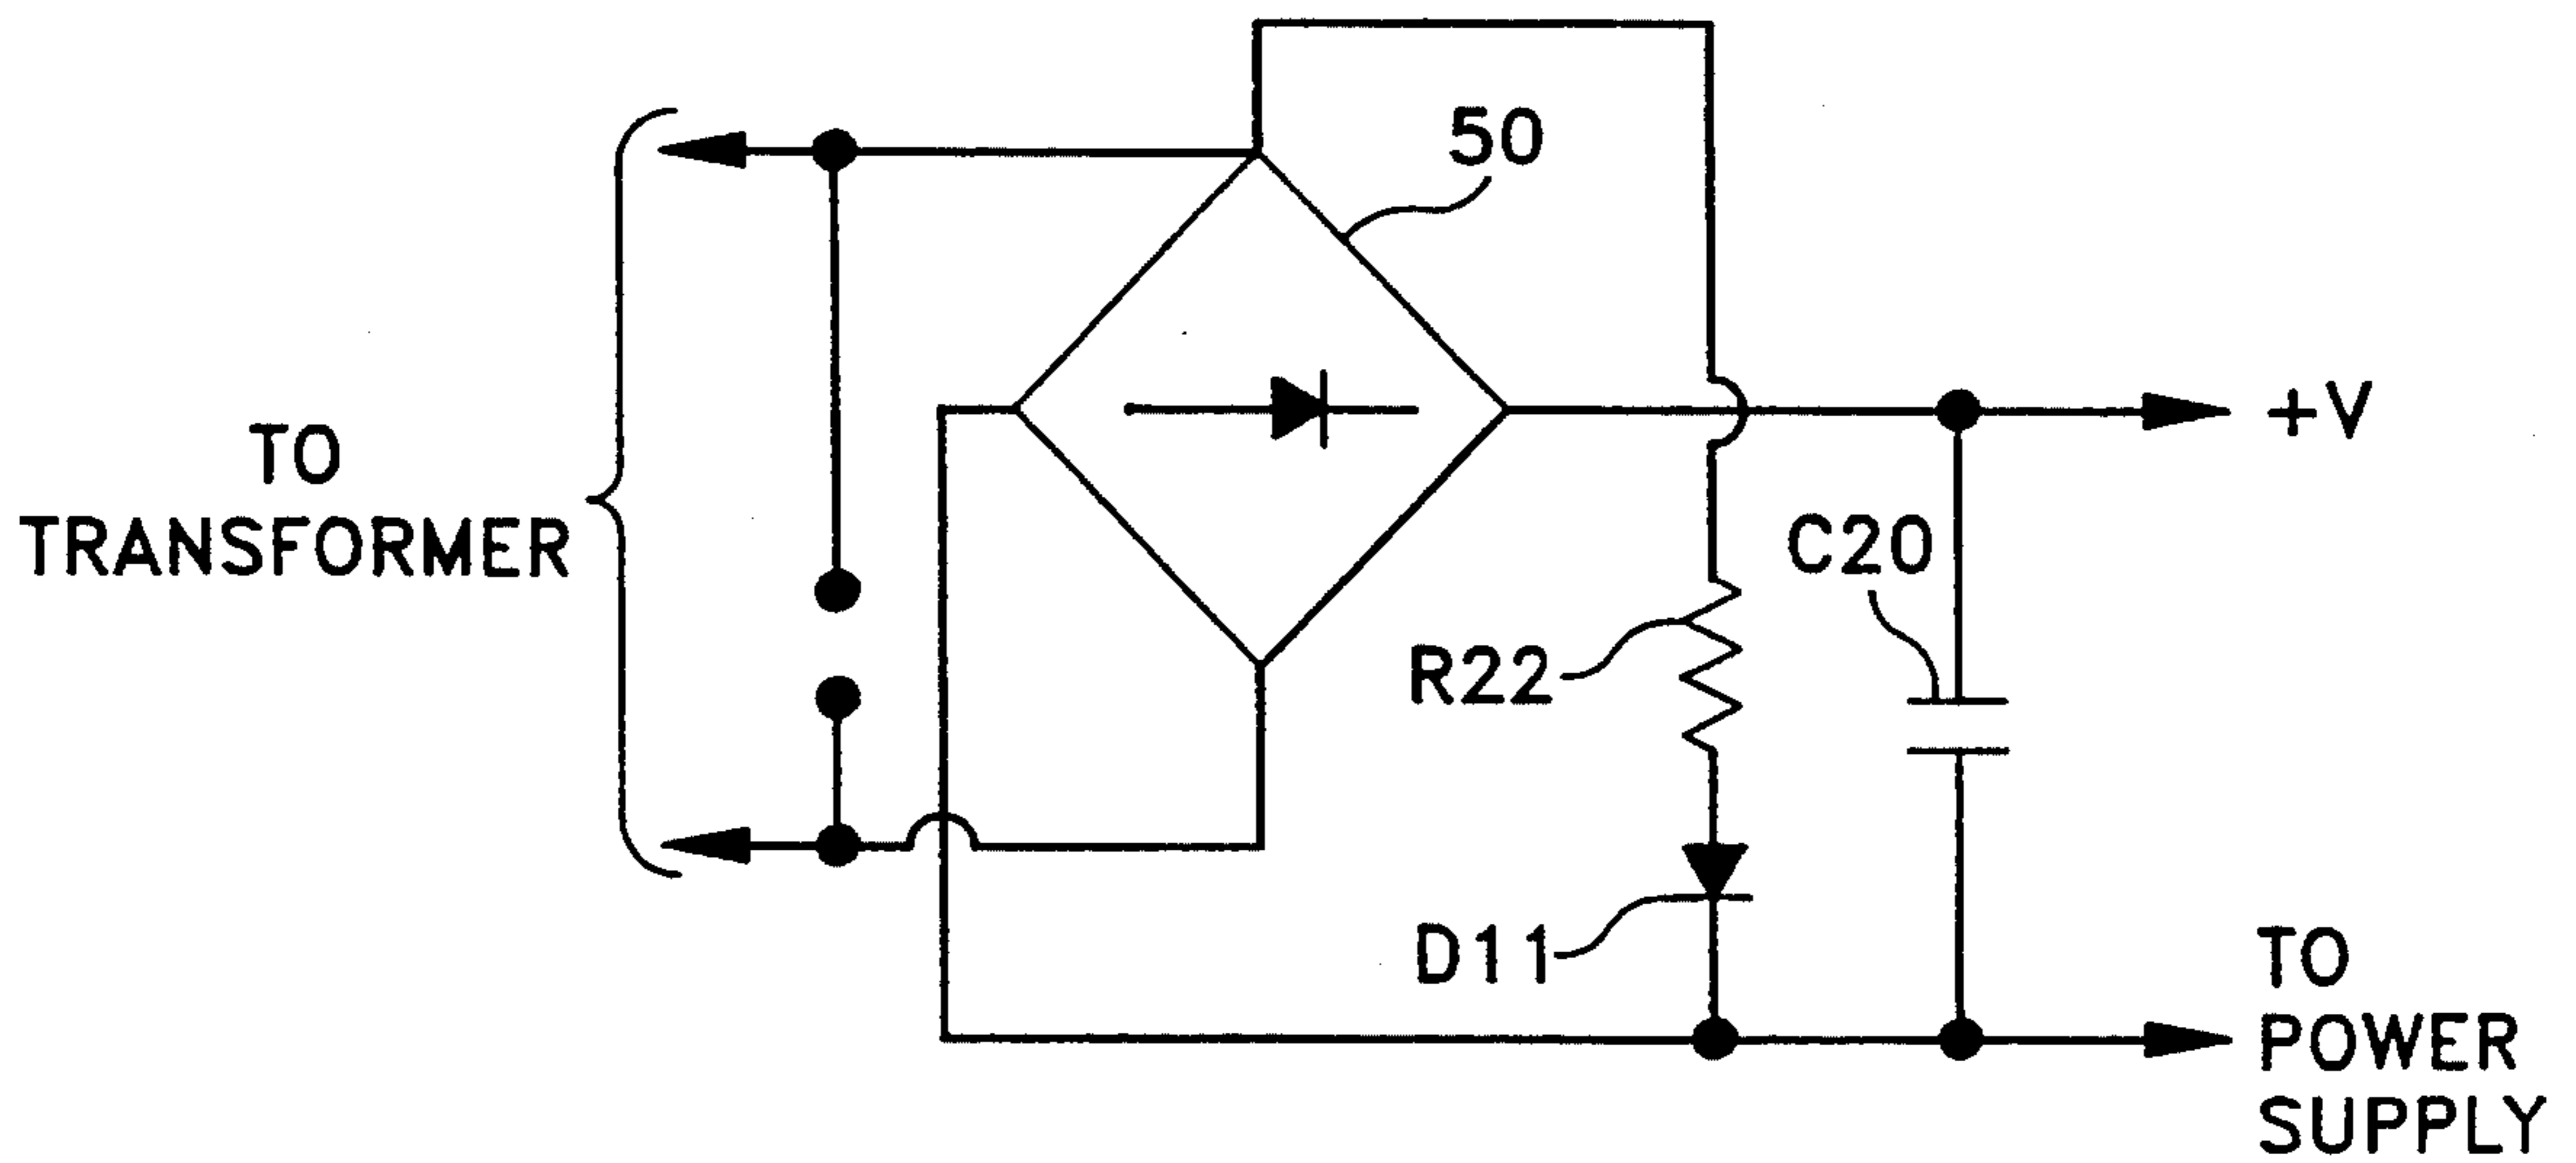 50
+V
TO
TRANSFORMER
C20
R22
D11
TO
POWER
SUPPLY